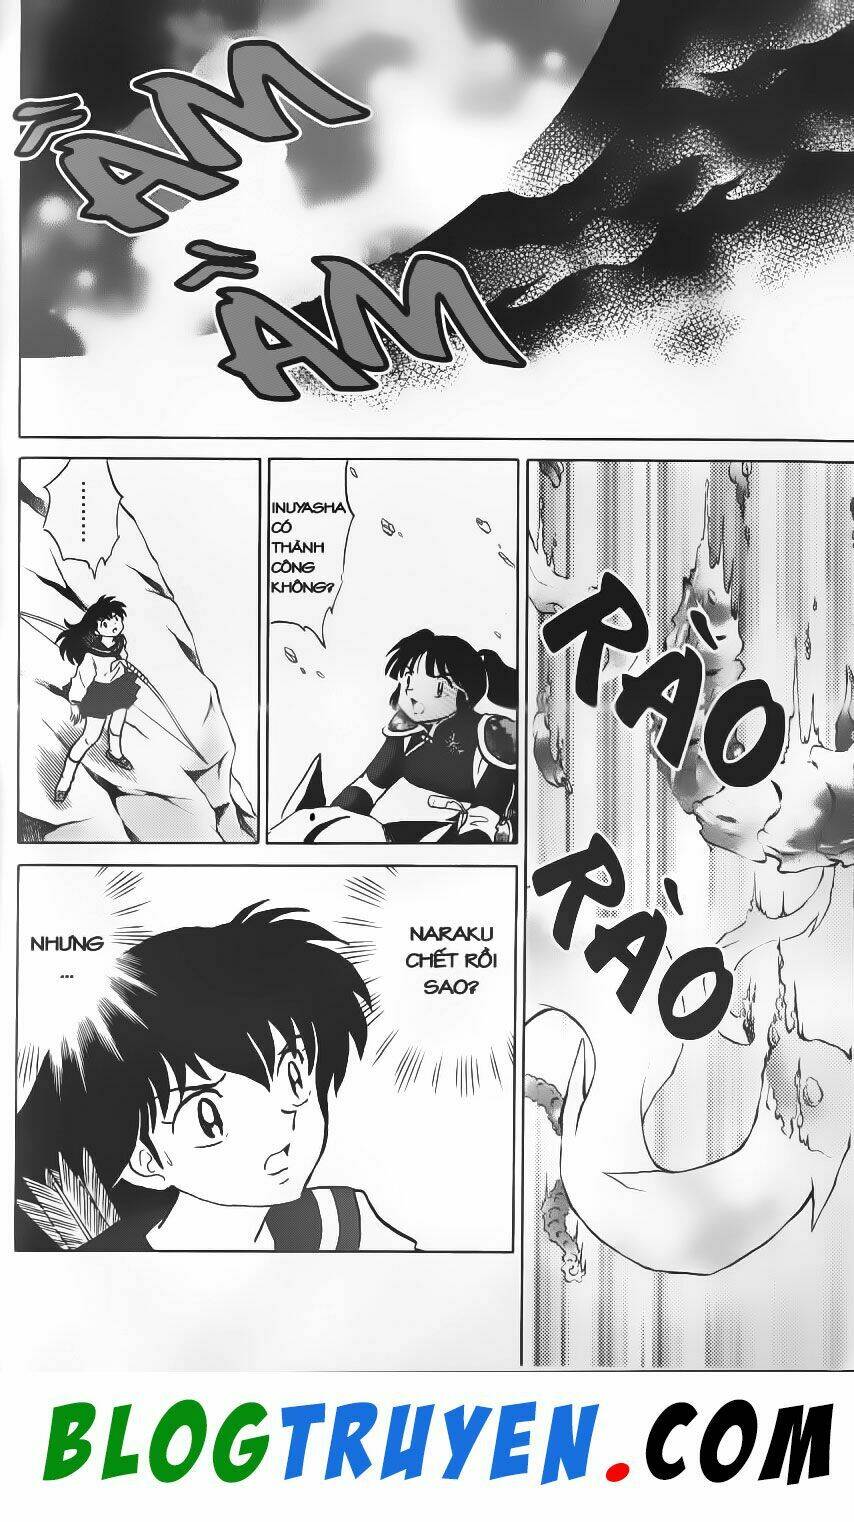 ẦM
ẦM
RÀO
RÀO
INUYASHA
CÓ
THÀNH
CÔNG
KHÔNG?
.........
NARAKU
CHẾT RỒI
SAO?
NHƯNG
...
BLOGTRUYEN.COM